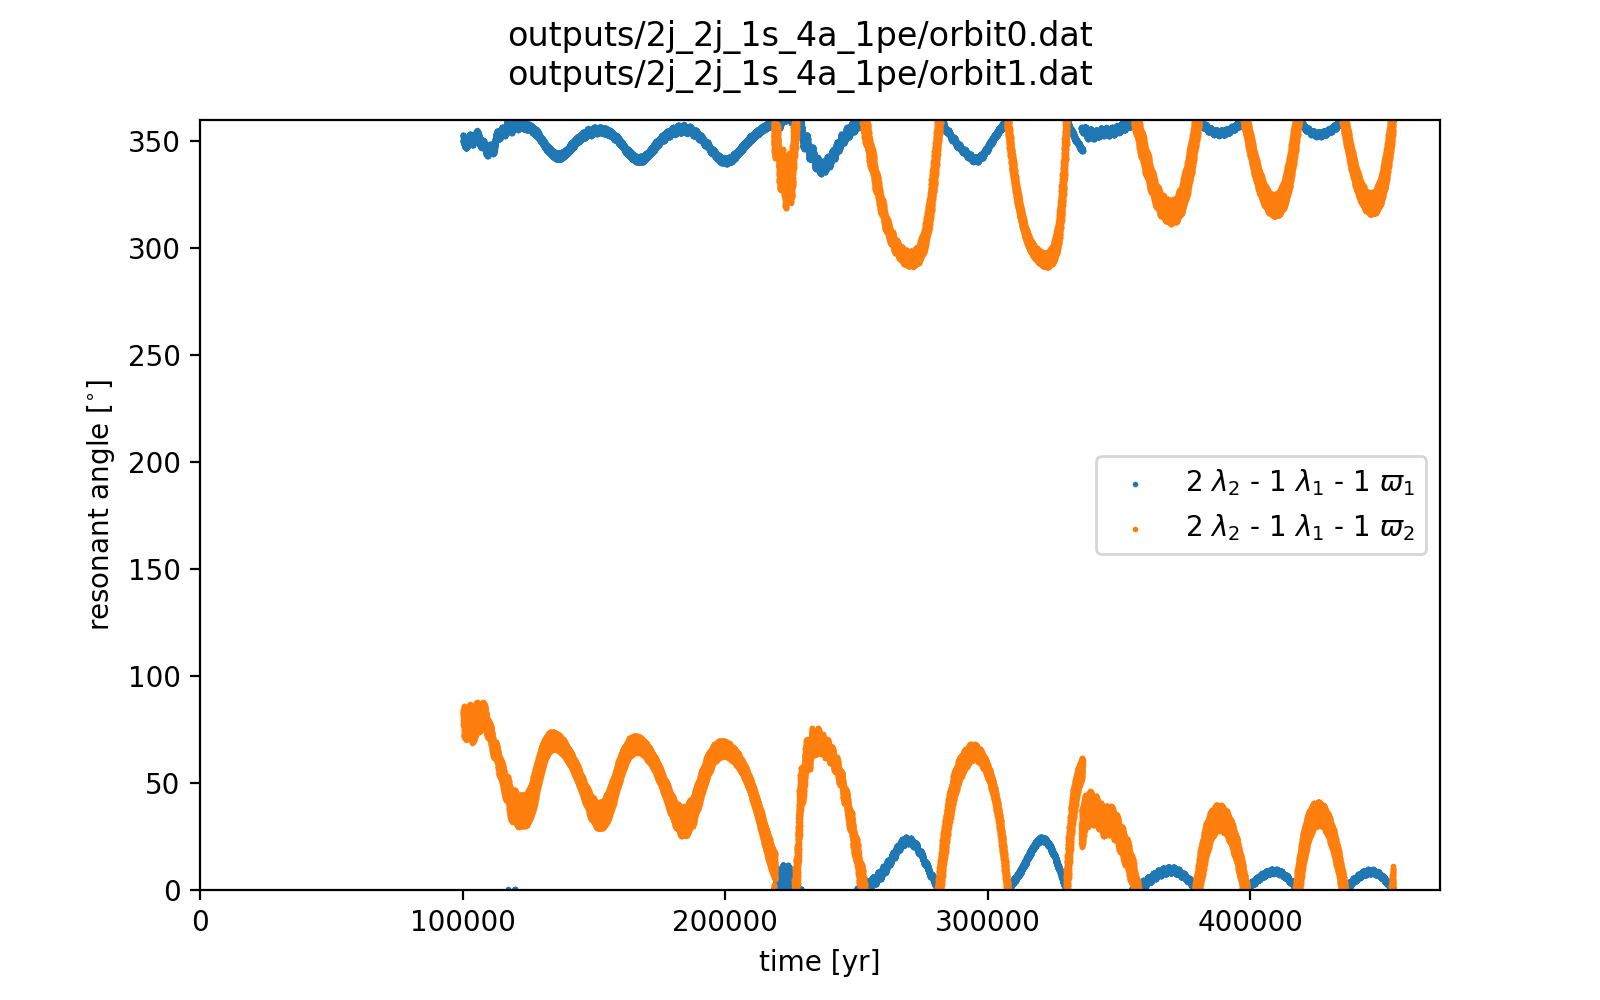 outputs/2j_2j_1s_4a_1pe/orbit0.dat
outputs/2j_2j_1s_4a_1pe/orbit1.dat
350
300
250
200
150
100
50
0
resonant angle [°]
2 λ₂ - 1 λ₁ - 1 ϖ₁
2 λ₂ - 1 λ₁ - 1 ϖ₂
0 100000 200000 300000 400000
time [yr]